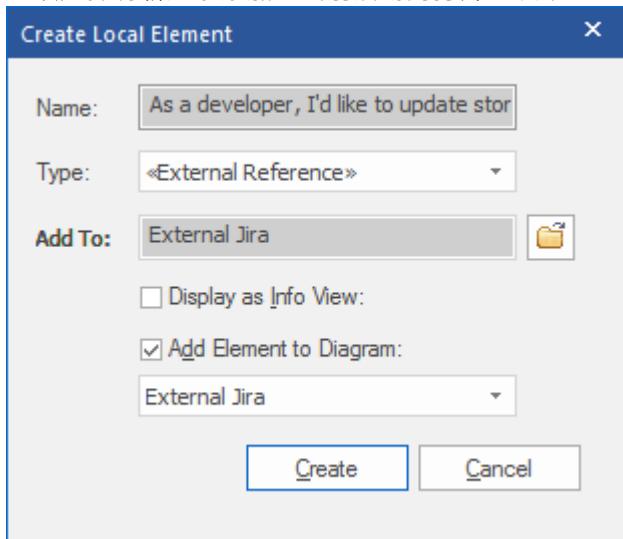 Create Local Element
Name: As a developer, I'd like to update stor
Type: «External Reference»
Add To: External Jira
Display as Info View:
Add Element to Diagram:
External Jira
Create Cancel